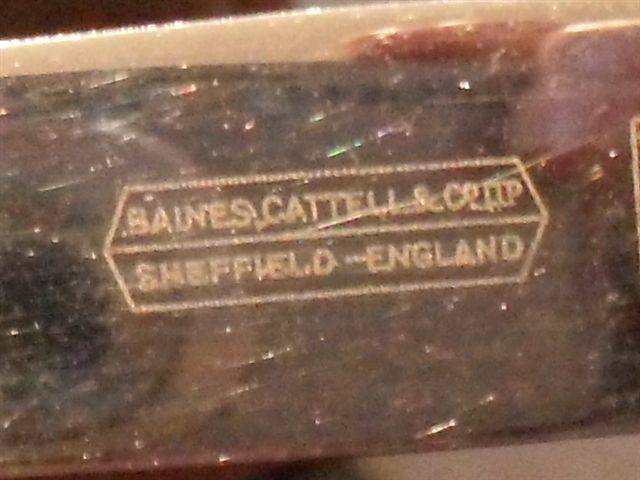 BAINES, CATTELL & Co LTD
SHEFFIELD - ENGLAND